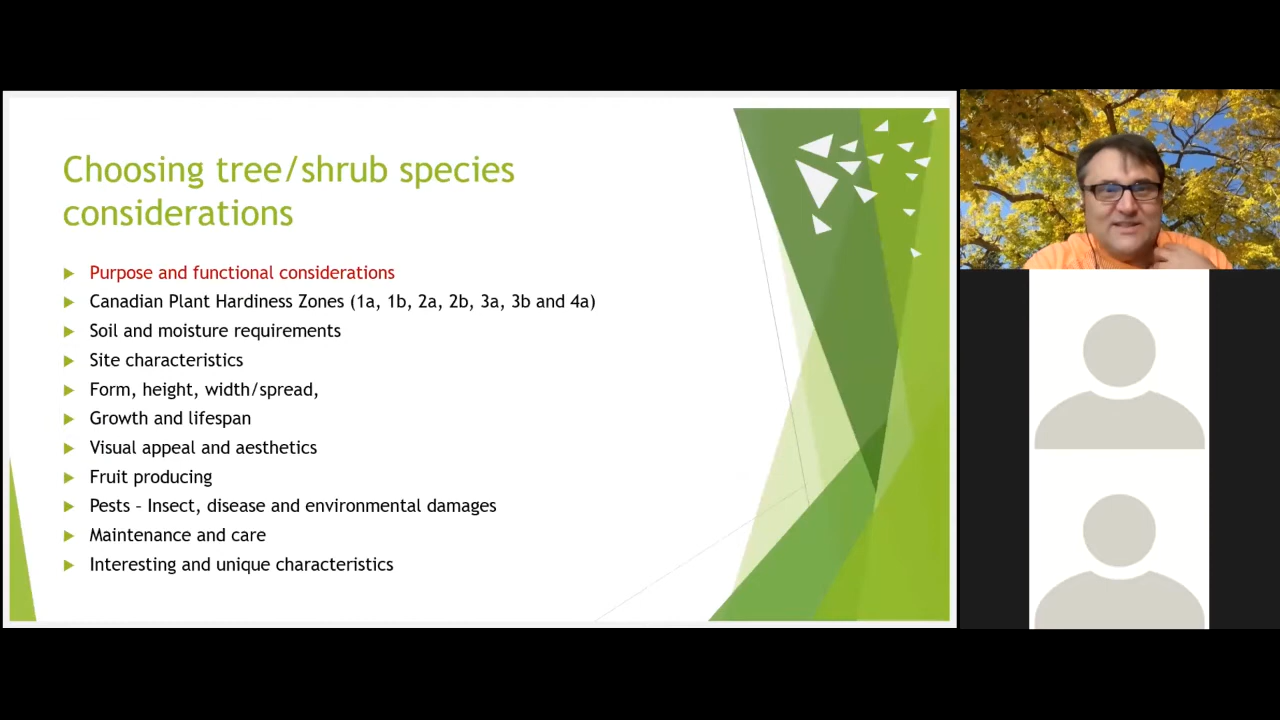 Choosing tree/shrub species
considerations
Purpose and functional considerations
Canadian Plant Hardiness Zones (1a, 1b, 2a, 2b, 3a, 3b and 4a)
Soil and moisture requirements
Site characteristics
Form, height, width/spread,
Growth and lifespan
Visual appeal and aesthetics
Fruit producing
Pests – Insect, disease and environmental damages
Maintenance and care
Interesting and unique characteristics